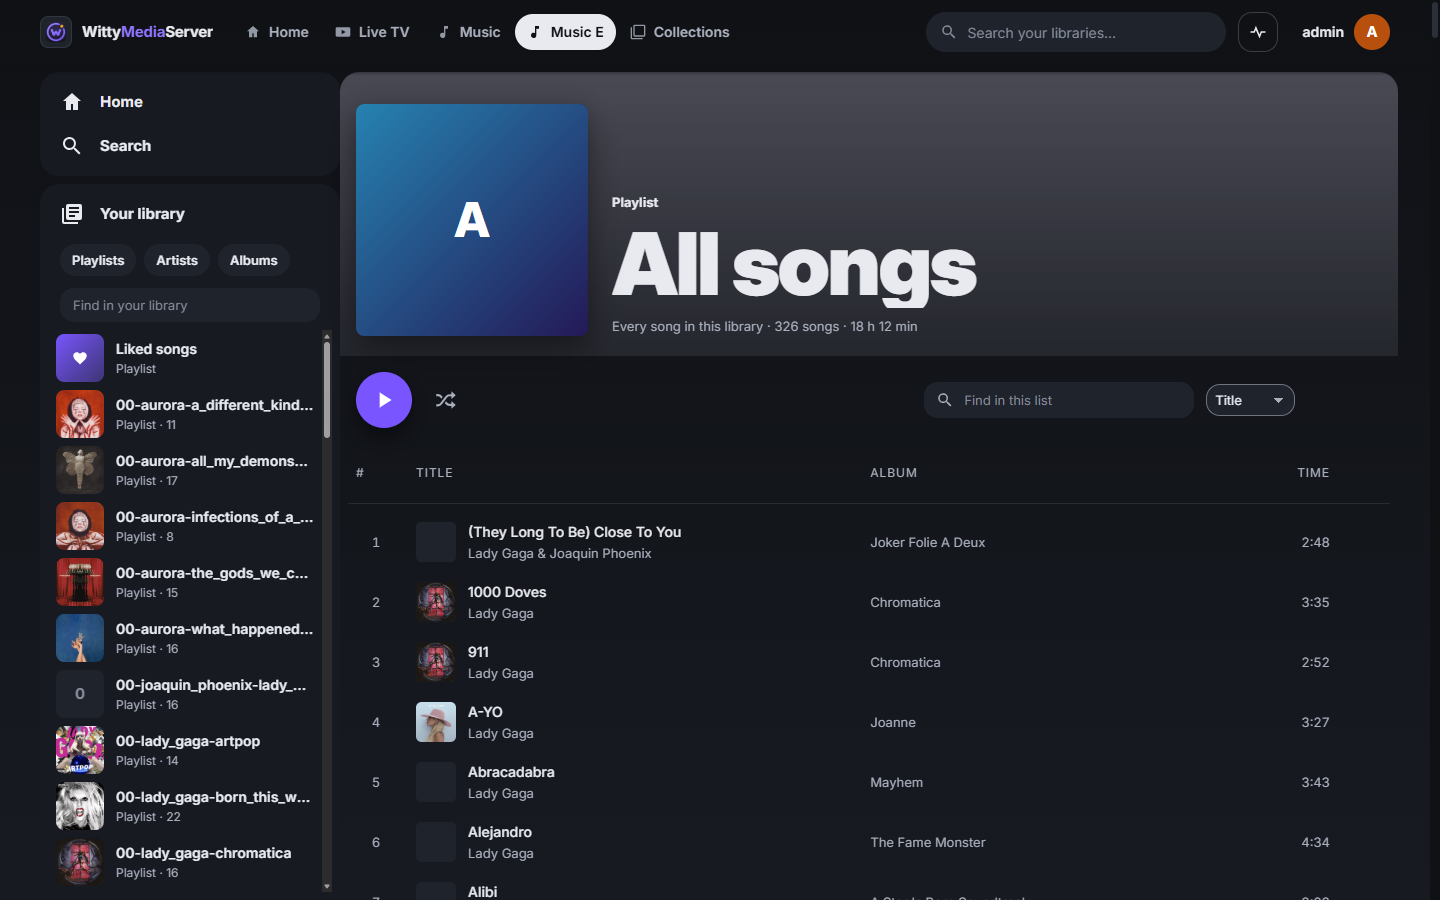 WittyMediaServer
Home
Live TV
Music
Music E
Collections
Search your libraries...
admin
A
Home
Search
Your library
Playlists
Artists
Albums
Find in your library
Liked songs
Playlist
00-aurora-a_different_kind...
Playlist · 11
00-aurora-all_my_demons...
Playlist · 17
00-aurora-infections_of_a_...
Playlist · 8
00-aurora-the_gods_we_c...
Playlist · 15
00-aurora-what_happened...
Playlist · 16
0
00-joaquin_phoenix-lady_...
Playlist · 16
00-lady_gaga-artpop
Playlist · 14
00-lady_gaga-born_this_w...
Playlist · 22
00-lady_gaga-chromatica
Playlist · 16
A
Playlist
All songs
Every song in this library · 326 songs · 18 h 12 min
Find in this list
Title
# TITLE ALBUM TIME
1 (They Long To Be) Close To You Joker Folie A Deux 2:48
Lady Gaga & Joaquin Phoenix
2 1000 Doves Chromatica 3:35
Lady Gaga
3 911 Chromatica 2:52
Lady Gaga
4 A-YO Joanne 3:27
Lady Gaga
5 Abracadabra Mayhem 3:43
Lady Gaga
6 Alejandro The Fame Monster 4:34
Lady Gaga
Alibi